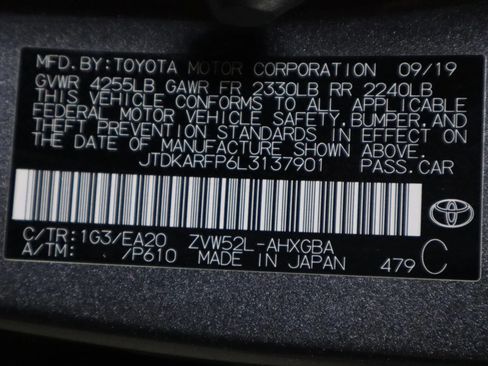 MFD.BY:TOYOTA MOTOR CORPORATION 09/19
GVWR 4255LB GAWR FR 2330LB RR 2240LB
THIS VEHICLE CONFORMS TO ALL APPLICABLE
FEDERAL MOTOR VEHICLE SAFETY,BUMPER,AND
THEFT PREVENTION STANDARDS IN EFFECT ON
THE DATE OF MANUFACTURE SHOWN ABOVE.
JTDKARFP6L3137901 PASS.CAR
C/TR:1G3/EA20 ZVW52L-AHXGBA
A/TM: /P610 MADE IN JAPAN 479 C